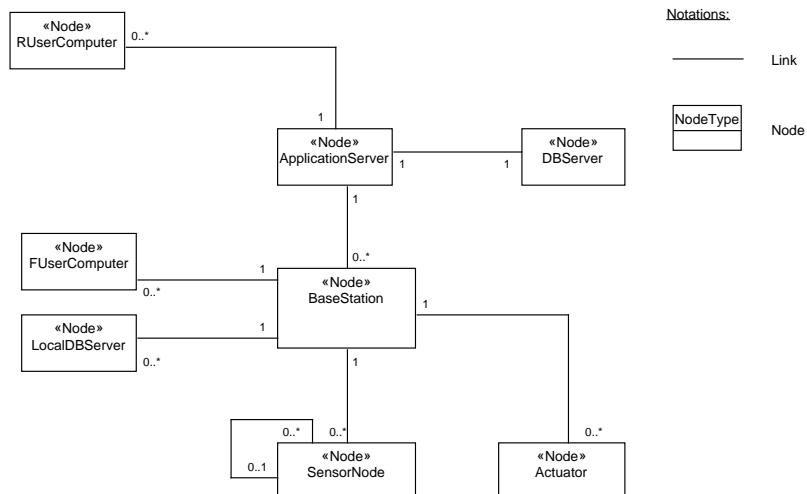 «Node»
RUserComputer
0..*
1
Notations:
Link
NodeType
Node
«Node»
ApplicationServer
1
1
«Node»
DBServer
1
0..*
«Node»
FUserComputer
0..*
1
«Node»
BaseStation
1
«Node»
LocalDBServer
0..*
1
1
0..*
0..*
0..1
«Node»
SensorNode
0..*
«Node»
Actuator